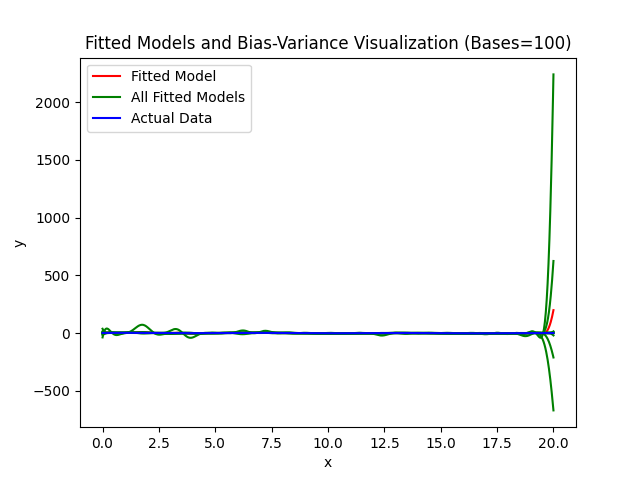 Fitted Models and Bias-Variance Visualization (Bases=100)
Fitted Model
All Fitted Models
Actual Data
2000
1500
1000
500
0
−500
y
0.0 2.5 5.0 7.5 10.0 12.5 15.0 17.5 20.0
x